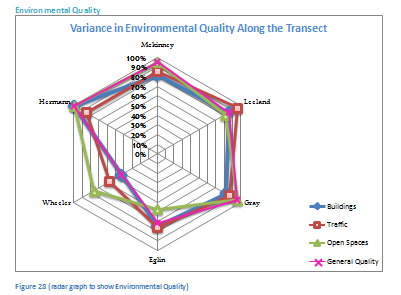 Environmental Quality
Variance in Environmental Quality Along the Transect
Mckinney
100%
90%
80%
70%
60%
50%
40%
30%
20%
10%
0%
Hermann
Leeland
Wheeler
Gray
Eglin
Buildings
Traffic
Open Spaces
General Quality
Figure 28 (radar graph to show Environmental Quality)